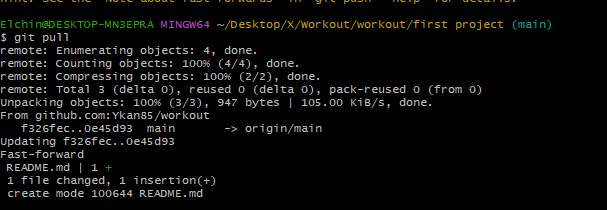 Elchin@DESKTOP-MN3EPRA MINGW64 ~/Desktop/X/Workout/workout/first project (main)
$ git pull
remote: Enumerating objects: 4, done.
remote: Counting objects: 100% (4/4), done.
remote: Compressing objects: 100% (2/2), done.
remote: Total 3 (delta 0), reused 0 (delta 0), pack-reused 0 (from 0)
Unpacking objects: 100% (3/3), 947 bytes | 105.00 KiB/s, done.
From github.com:Ykan85/workout
   f326fec..0e45d93  main       -> origin/main
Updating f326fec..0e45d93
Fast-forward
 README.md | 1 +
 1 file changed, 1 insertion(+)
 create mode 100644 README.md